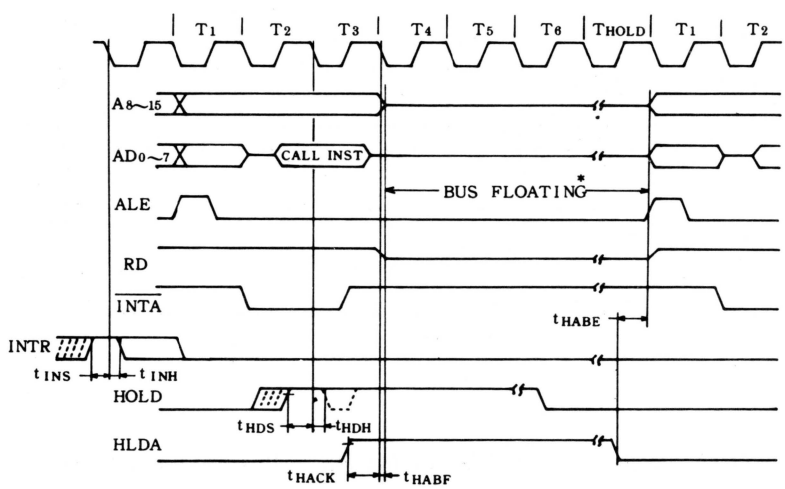 T1 T2 T3 T4 T5 T6 THOLD T1 T2
A8~15
AD0~7 CALL INST
BUS FLOATING*
ALE
RD
INTA
tHABE
INTR
tINS tINH
HOLD
tHDS tHDH
HLDA
tHACK tHABF